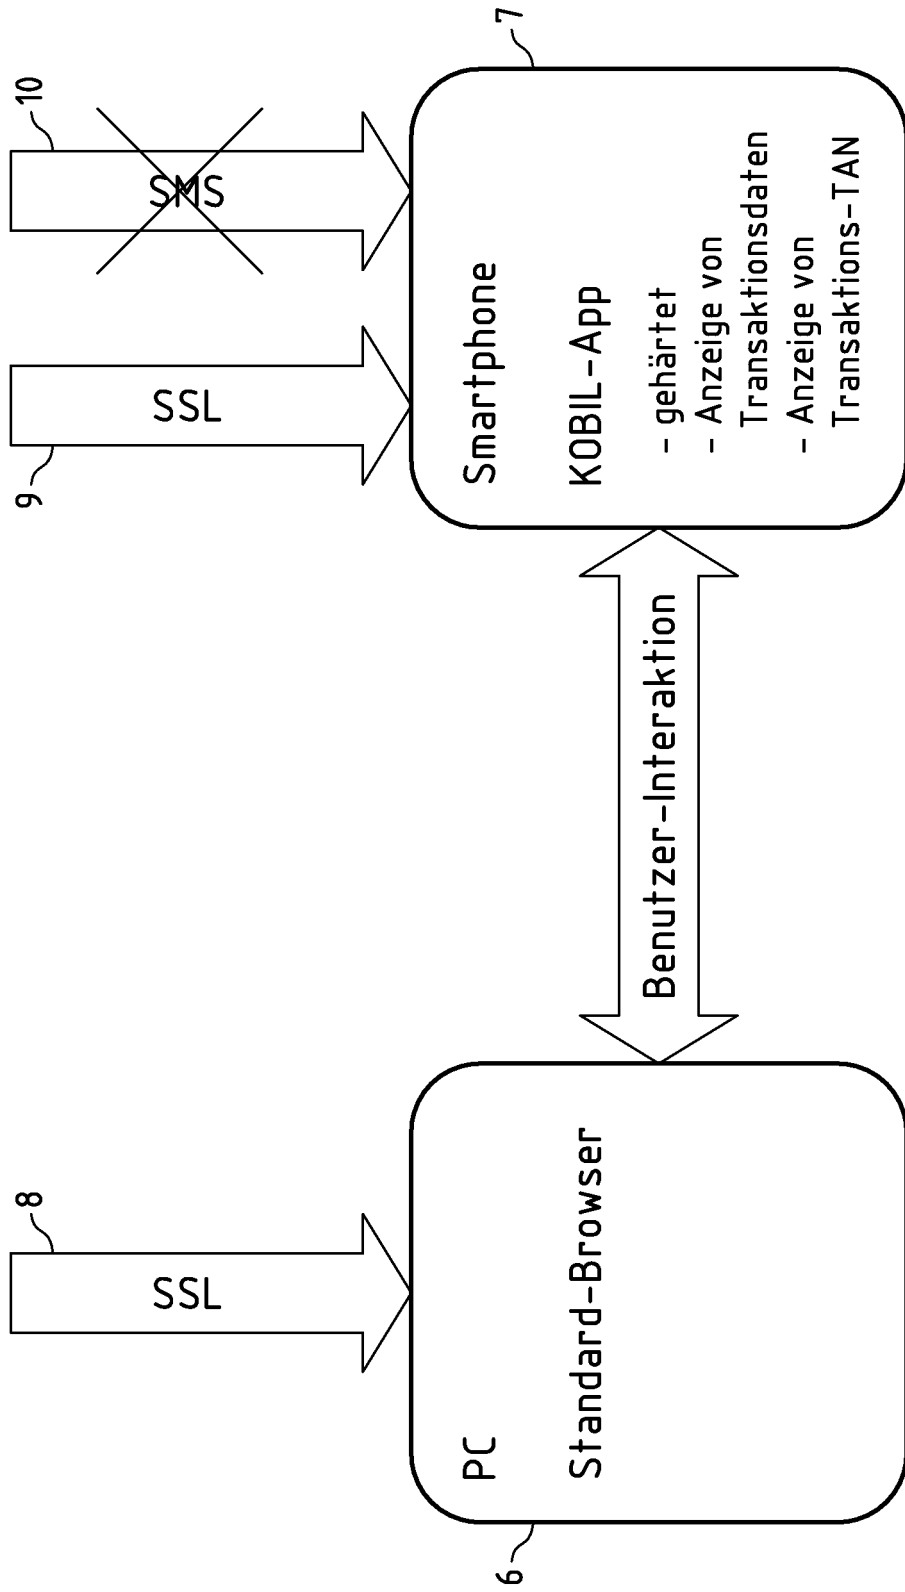 8
SSL
9
SSL
10
SMS
6
PC
Standard-Browser
Benutzer-Interaktion
7
Smartphone
KOBIL-App
- gehärtet
- Anzeige von
Transaktionsdaten
- Anzeige von
Transaktions-TAN